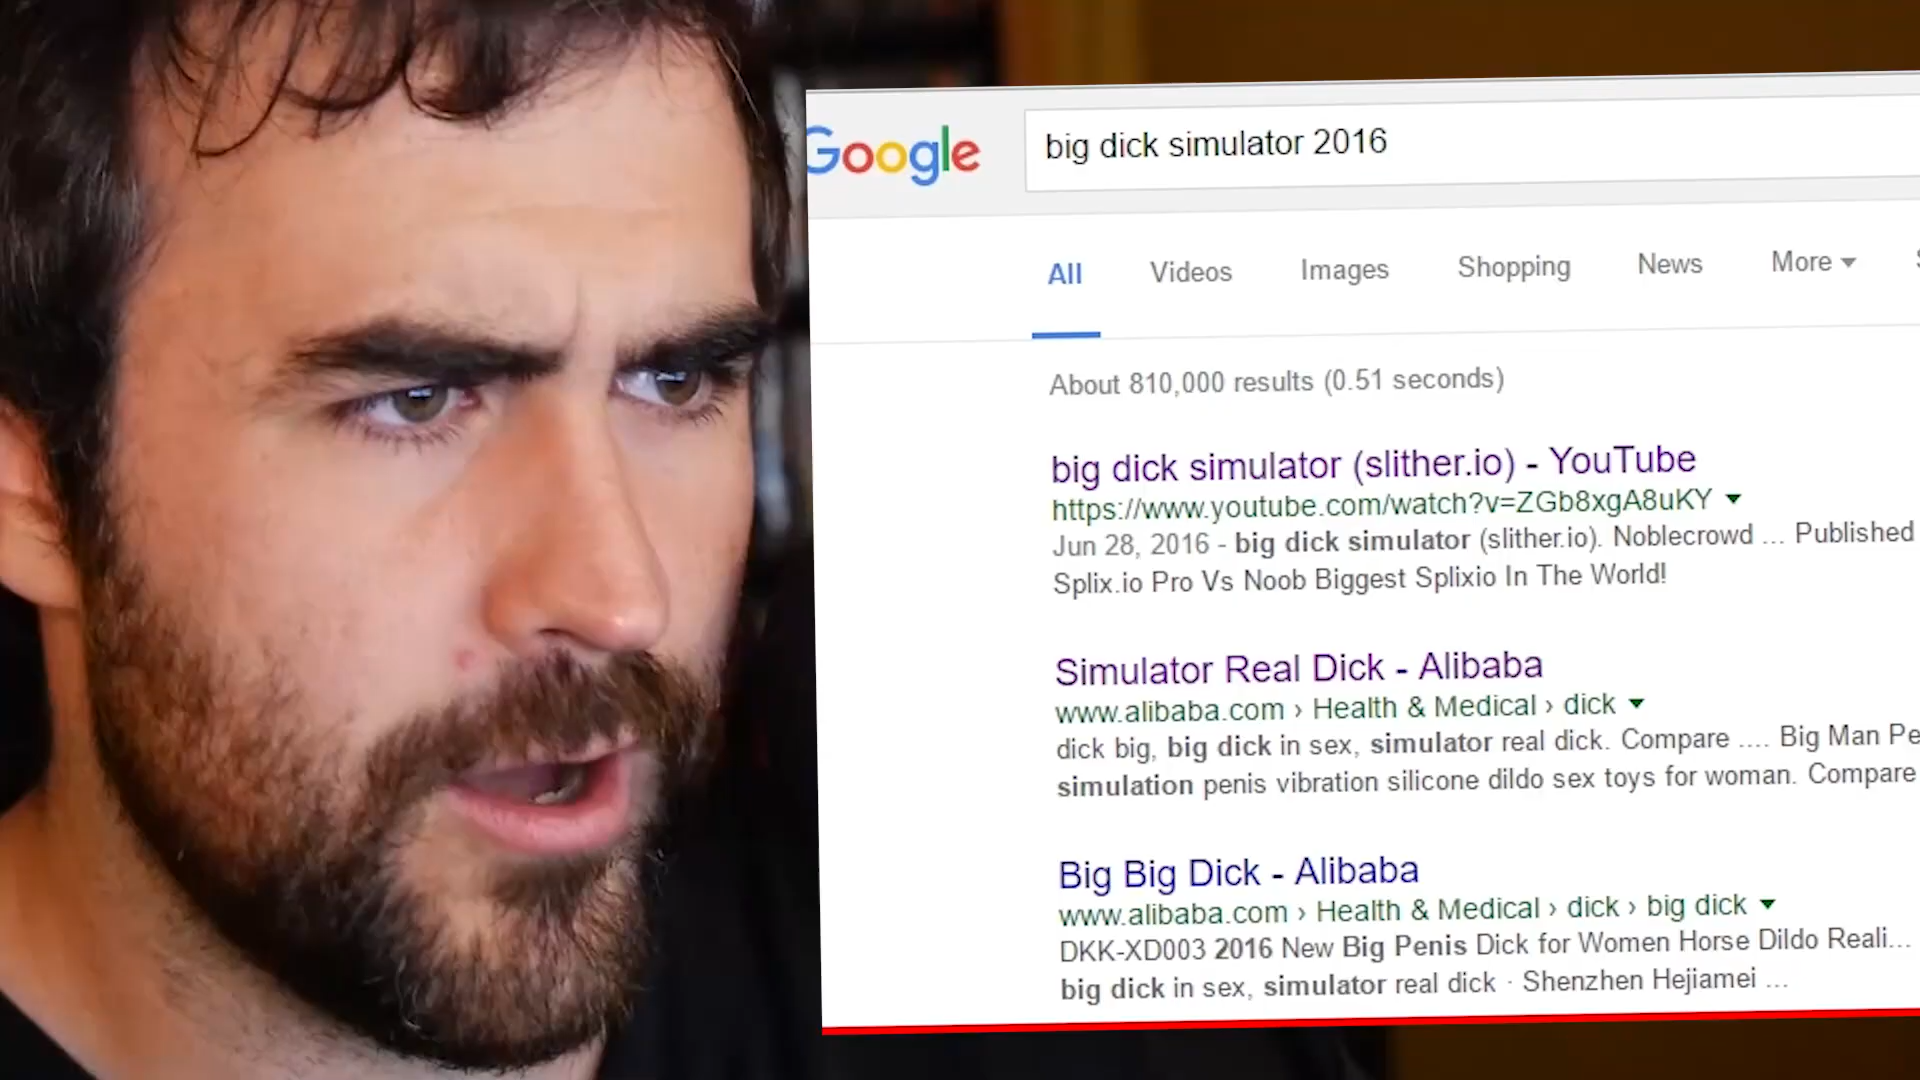 Google
big dick simulator 2016
All Videos Images Shopping News More
About 810,000 results (0.51 seconds)
big dick simulator (slither.io) - YouTube
https://www.youtube.com/watch?v=ZGb8xgA8uKY
Jun 28, 2016 - big dick simulator (slither.io). Noblecrowd ... Published
Splix.io Pro Vs Noob Biggest Splixio In The World!
Simulator Real Dick - Alibaba
www.alibaba.com › Health & Medical › dick
dick big, big dick in sex, simulator real dick. Compare .... Big Man Pe
simulation penis vibration silicone dildo sex toys for woman. Compare
Big Big Dick - Alibaba
www.alibaba.com › Health & Medical › dick › big dick
DKK-XD003 2016 New Big Penis Dick for Women Horse Dildo Reali...
big dick in sex, simulator real dick · Shenzhen Hejiamei ...